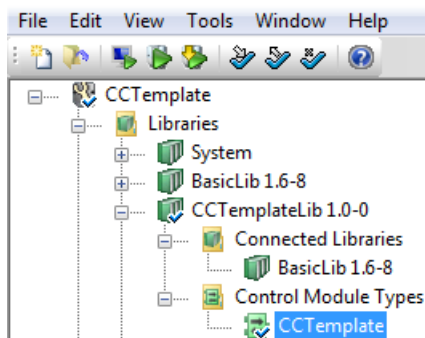 File Edit View Tools Window Help
CCTemplate
Libraries
System
BasicLib 1.6-8
CCTemplateLib 1.0-0
Connected Libraries
BasicLib 1.6-8
Control Module Types
CCTemplate